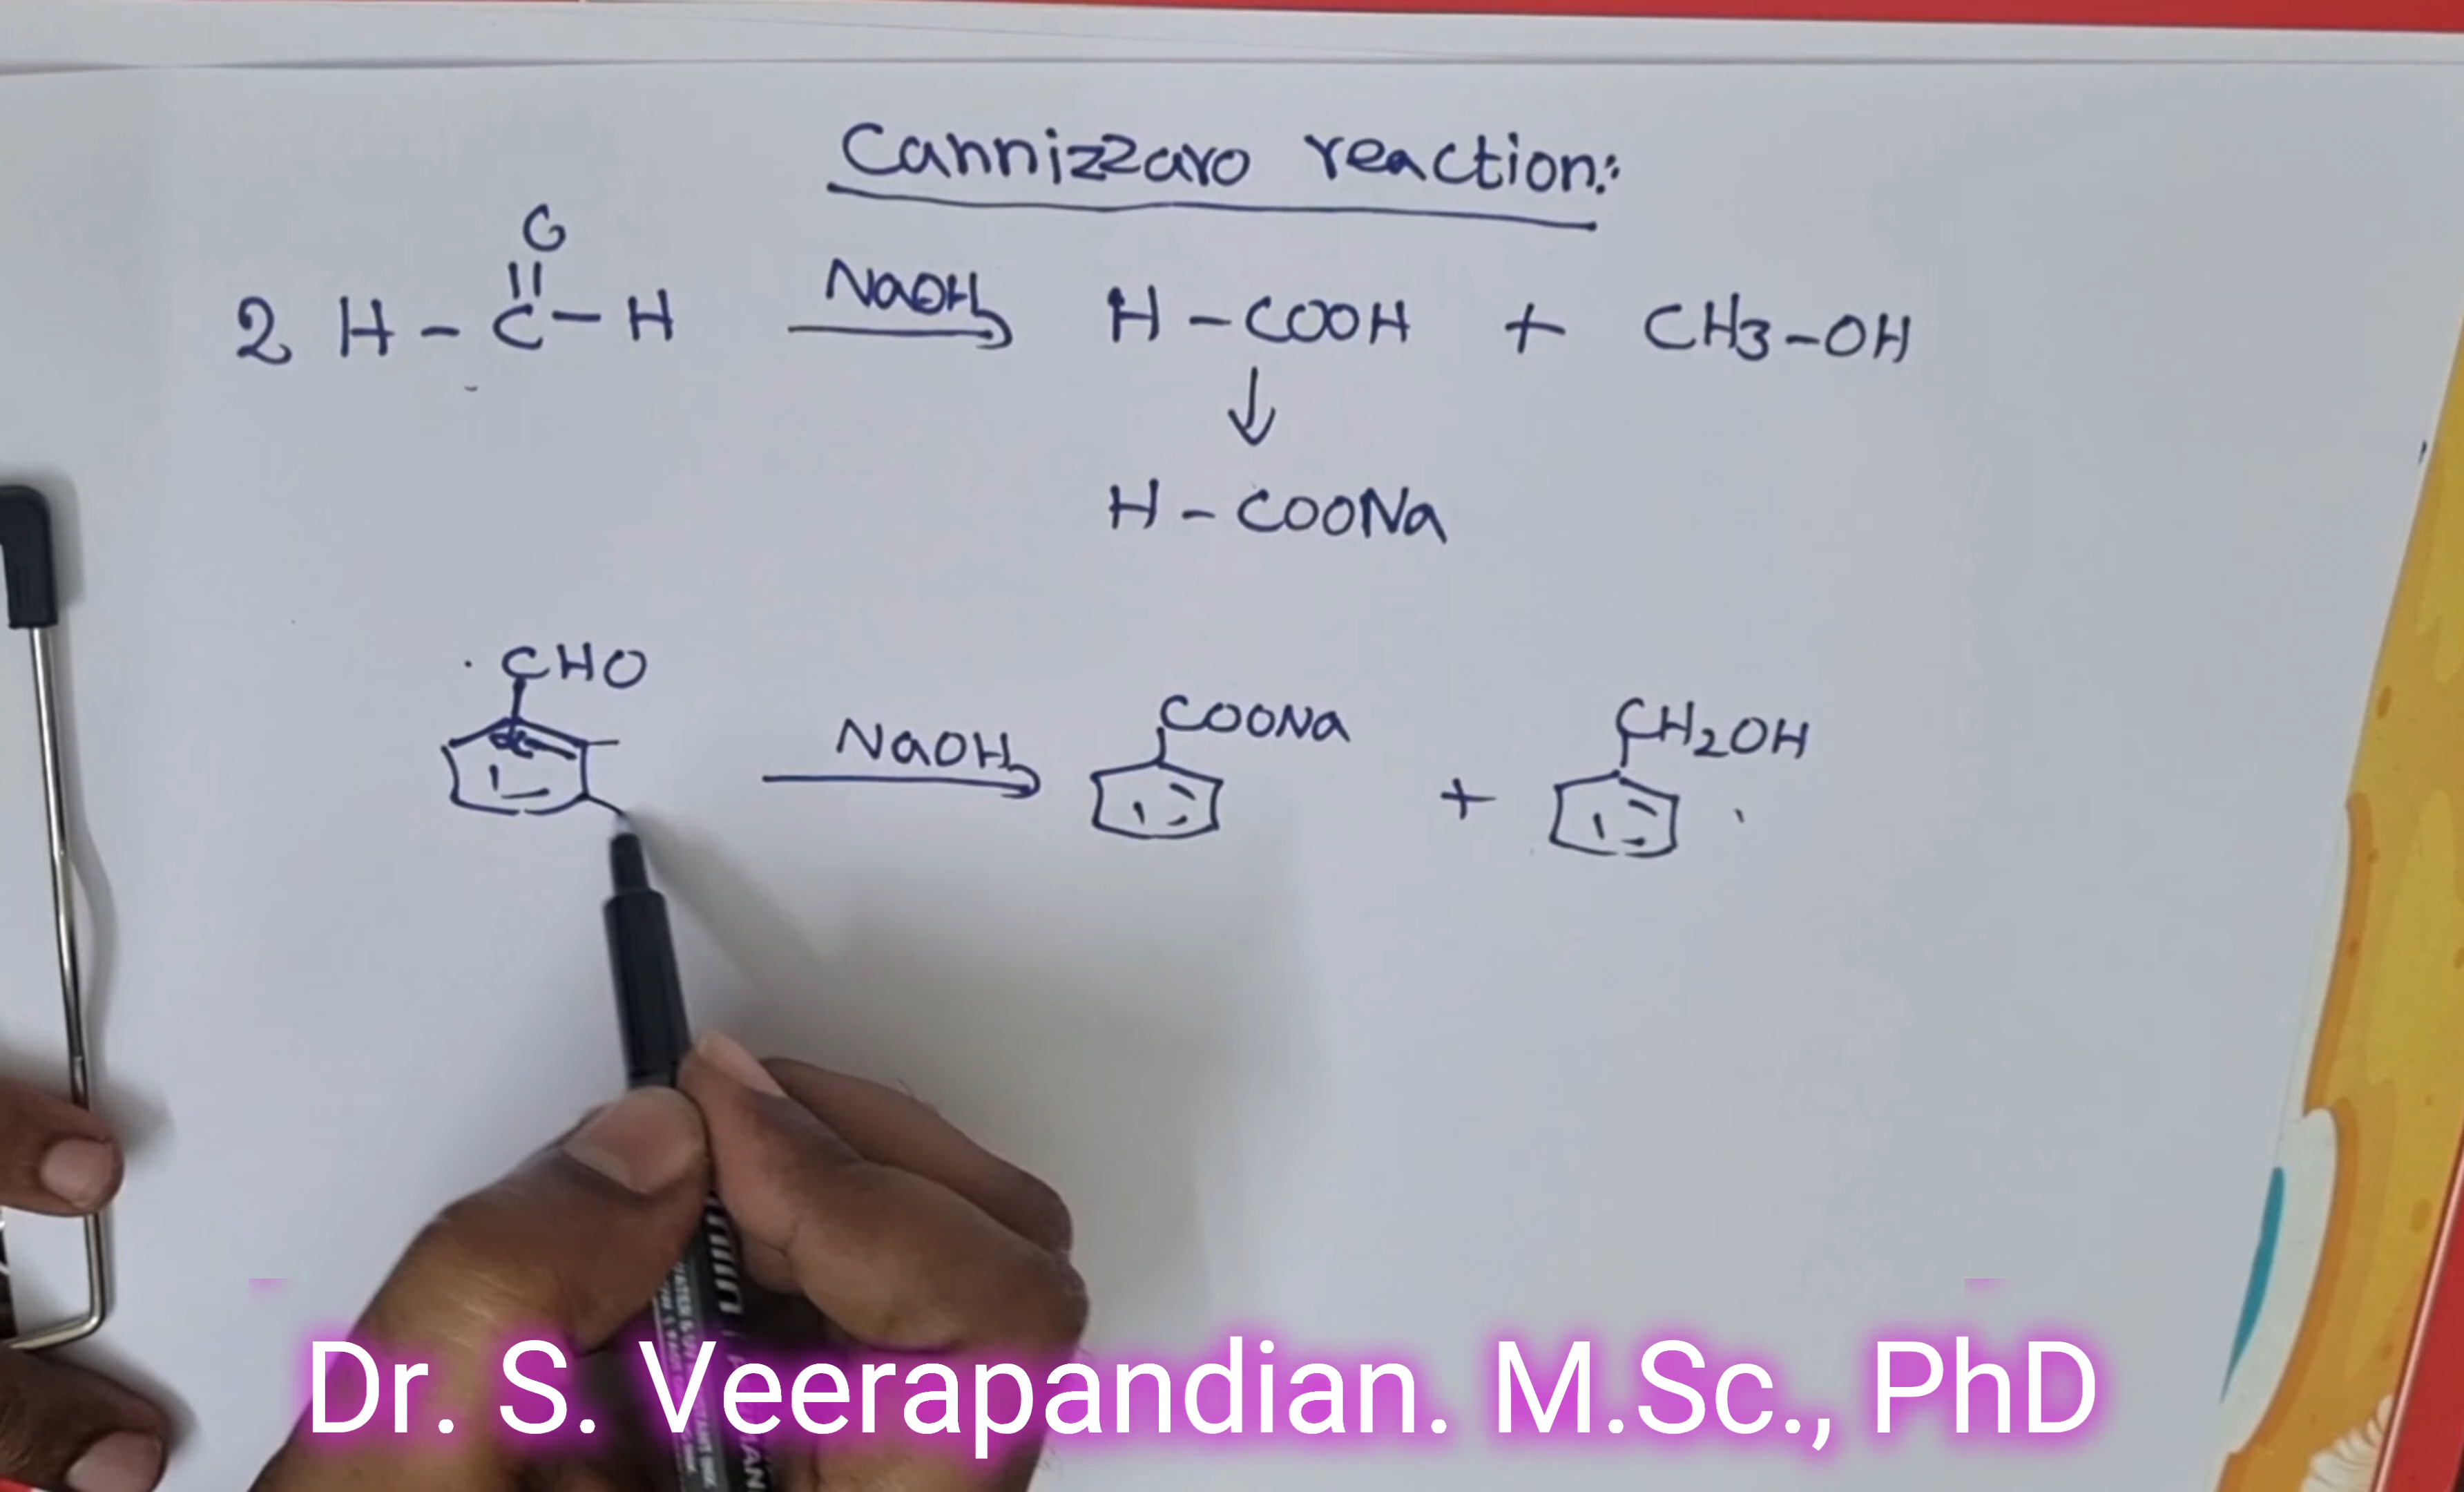 Cannizzaro reaction:
O
2 H - C - H NaOH H - COOH + CH3-OH
H - COONa
CHO
NaOH COONa + CH2OH
Dr. S. Veerapandian. M.Sc., PhD